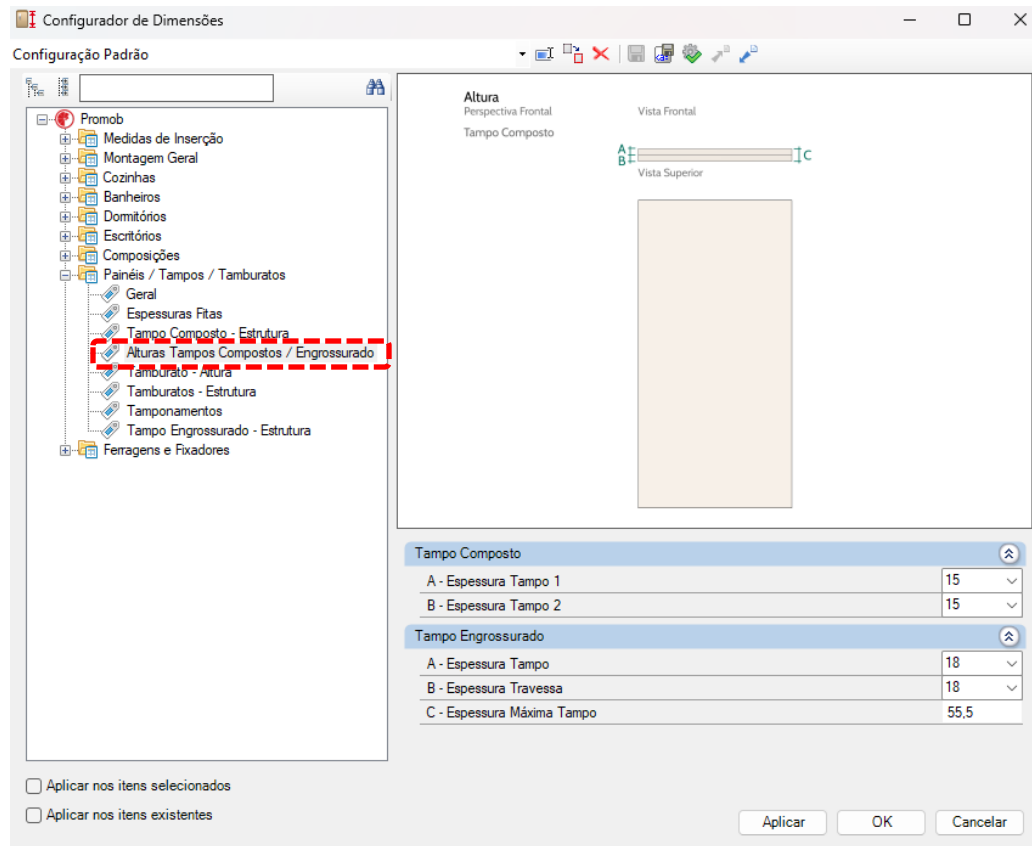 Configurador de Dimensões
Configuração Padrão
Promob
Medidas de Inserção
Montagem Geral
Cozinhas
Banheiros
Dormitórios
Escritórios
Composições
Painéis / Tampos / Tamburatos
Geral
Espessuras Fitas
Tampo Composto - Estrutura
Alturas Tampos Compostos / Engrossurado
Tamburato - Altura
Tamburatos - Estrutura
Tamponamentos
Tampo Engrossurado - Estrutura
Ferragens e Fixadores
Altura
Perspectiva Frontal
Vista Frontal
Tampo Composto
A
B
C
Vista Superior
Tampo Composto
A - Espessura Tampo 1 15
B - Espessura Tampo 2 15
Tampo Engrossurado
A - Espessura Tampo 18
B - Espessura Travessa 18
C - Espessura Máxima Tampo 55,5
Aplicar nos itens selecionados
Aplicar nos itens existentes
Aplicar OK Cancelar